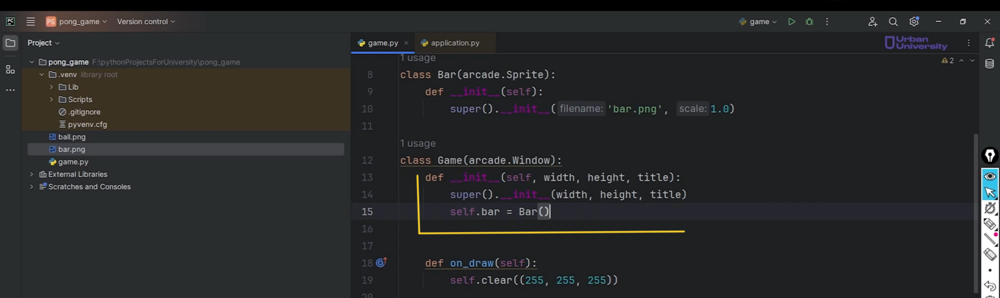 PC PG pong_game Version control game
Project game.py application.py Urban University
pong_game F:\pythonProjectsForUniversity\pong_game
.venv library root
Lib
Scripts
.gitignore
pyvenv.cfg
ball.png
bar.png
game.py
External Libraries
Scratches and Consoles
1 usage
2
8 class Bar(arcade.Sprite):
9 def __init__(self):
10 super().__init__( filename: 'bar.png', scale: 1.0)
11
1 usage
12 class Game(arcade.Window):
13 def __init__(self, width, height, title):
14 super().__init__(width, height, title)
15 self.bar = Bar()
16
17
18 def on_draw(self):
19 self.clear((255, 255, 255))
20